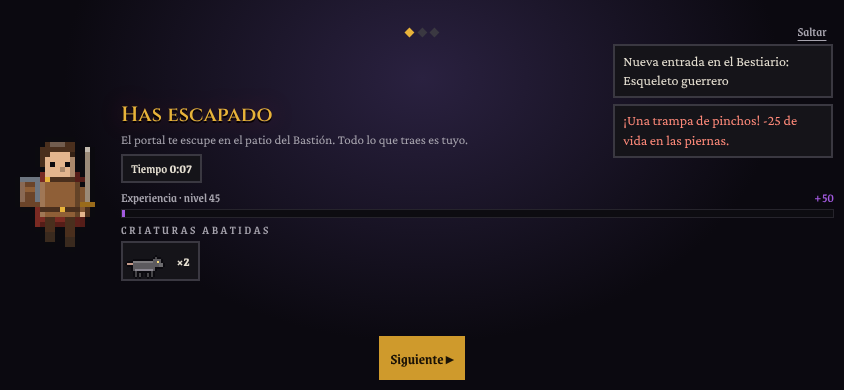 Saltar
Nueva entrada en el Bestiario:
Esqueleto guerrero
¡Una trampa de pinchos! -25 de
vida en las piernas.
Has escapado
El portal te escupe en el patio del Bastión. Todo lo que traes es tuyo.
Tiempo 0:07
Experiencia · nivel 45 +50
CRIATURAS ABATIDAS
×2
Siguiente ▶